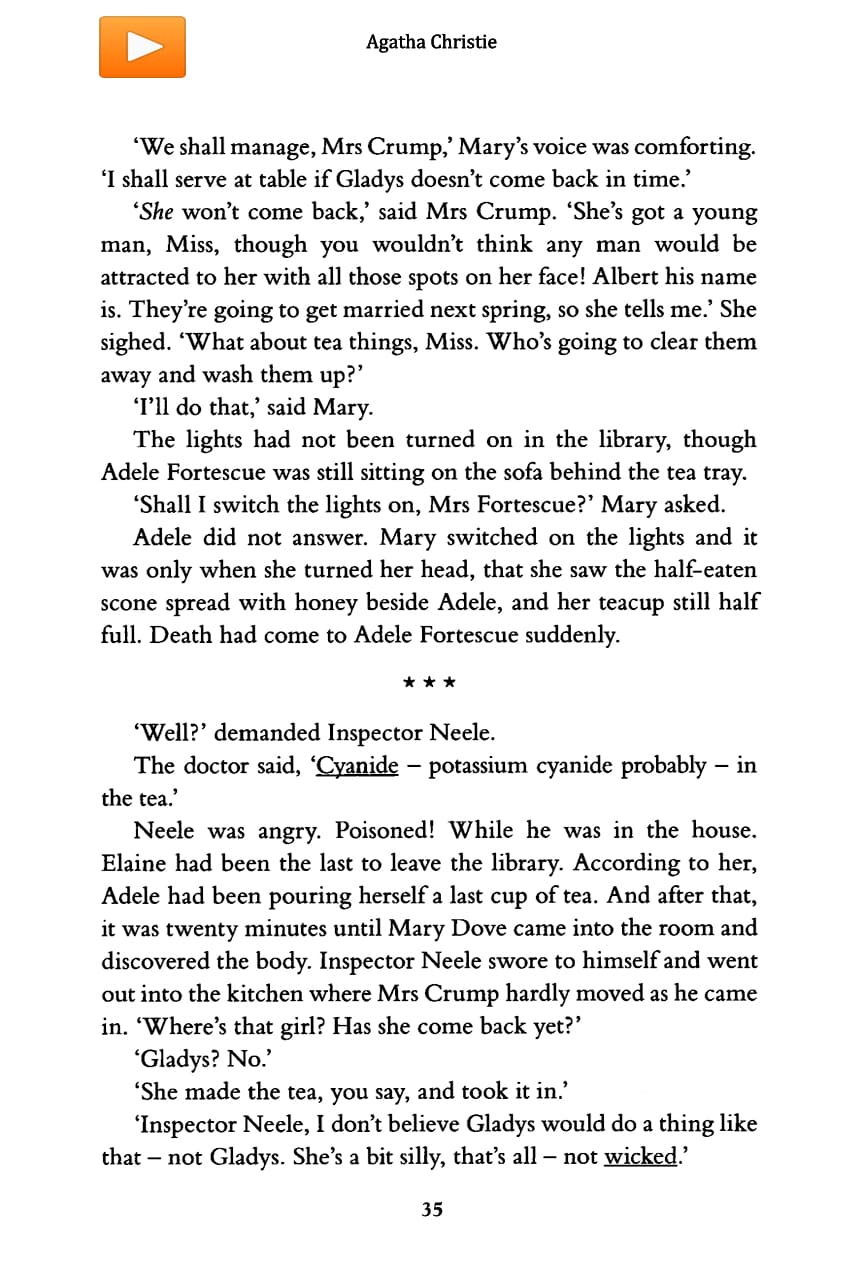 Agatha Christie
‘We shall manage, Mrs Crump,’ Mary’s voice was comforting.
‘I shall serve at table if Gladys doesn’t come back in time.’
‘She won’t come back,’ said Mrs Crump. ‘She’s got a young
man, Miss, though you wouldn’t think any man would be
attracted to her with all those spots on her face! Albert his name
is. They’re going to get married next spring, so she tells me.’ She
sighed. ‘What about tea things, Miss. Who’s going to clear them
away and wash them up?’
‘I’ll do that,’ said Mary.
The lights had not been turned on in the library, though
Adele Fortescue was still sitting on the sofa behind the tea tray.
‘Shall I switch the lights on, Mrs Fortescue?’ Mary asked.
Adele did not answer. Mary switched on the lights and it
was only when she turned her head, that she saw the half-eaten
scone spread with honey beside Adele, and her teacup still half
full. Death had come to Adele Fortescue suddenly.
★ ★ ★
‘Well?’ demanded Inspector Neele.
The doctor said, ‘Cyanide – potassium cyanide probably – in
the tea.’
Neele was angry. Poisoned! While he was in the house.
Elaine had been the last to leave the library. According to her,
Adele had been pouring herself a last cup of tea. And after that,
it was twenty minutes until Mary Dove came into the room and
discovered the body. Inspector Neele swore to himself and went
out into the kitchen where Mrs Crump hardly moved as he came
in. ‘Where’s that girl? Has she come back yet?’
‘Gladys? No.’
‘She made the tea, you say, and took it in.’
‘Inspector Neele, I don’t believe Gladys would do a thing like
that – not Gladys. She’s a bit silly, that’s all – not wicked.’
35